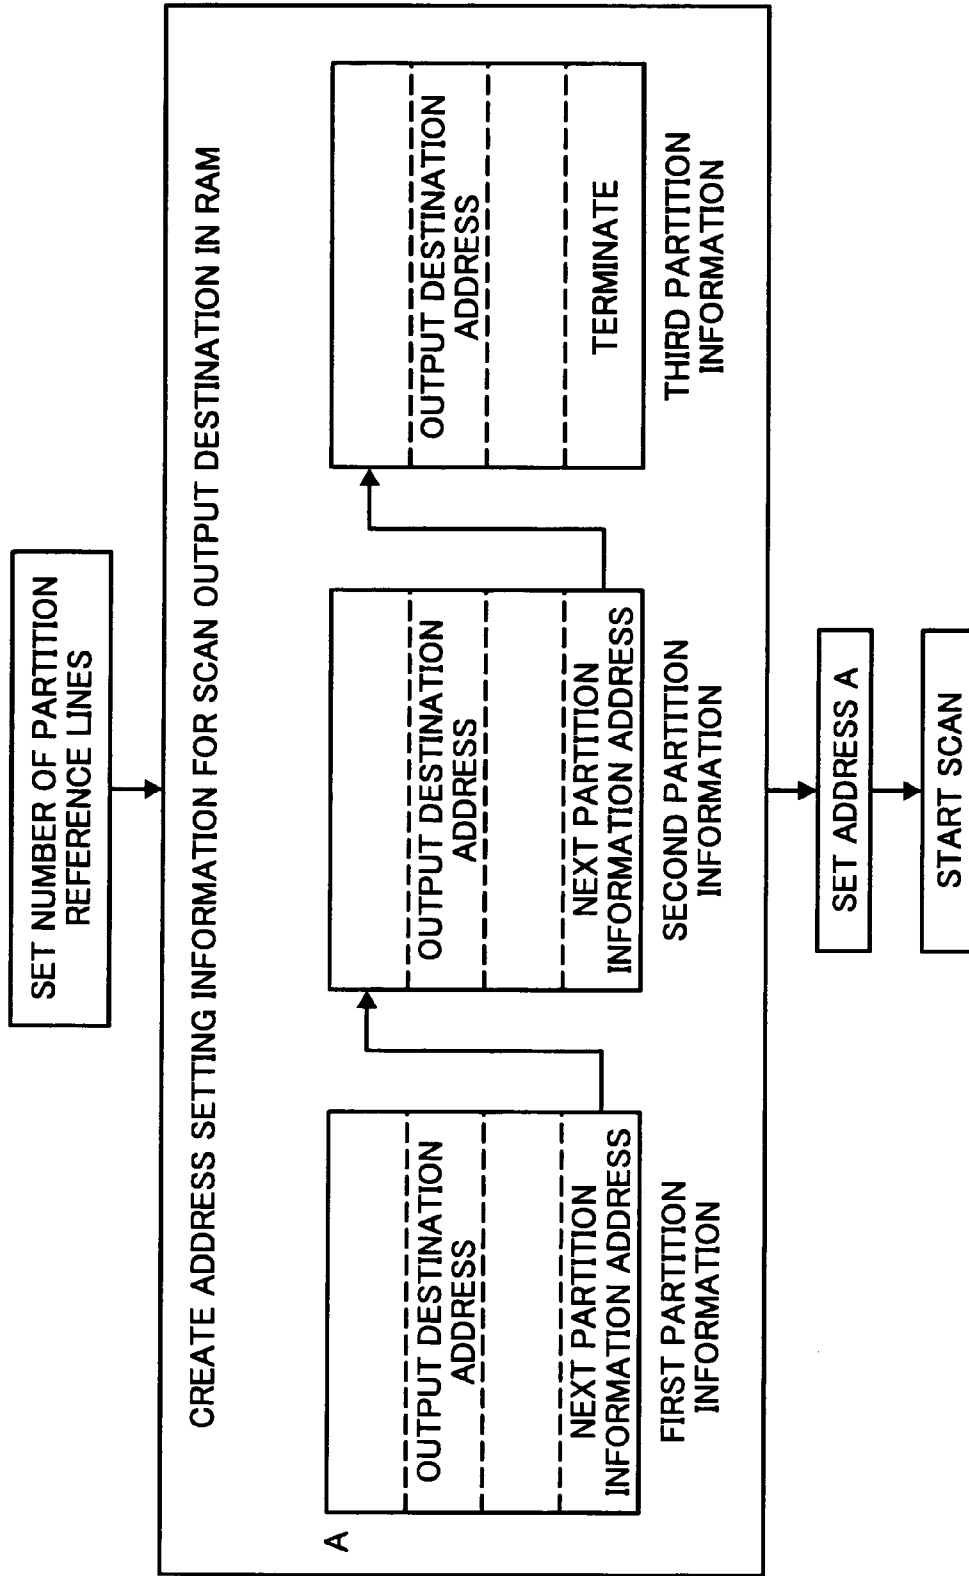 SET NUMBER OF PARTITION
REFERENCE LINES
CREATE ADDRESS SETTING INFORMATION FOR SCAN OUTPUT DESTINATION IN RAM
A
OUTPUT DESTINATION
ADDRESS
NEXT PARTITION
INFORMATION ADDRESS
FIRST PARTITION
INFORMATION
OUTPUT DESTINATION
ADDRESS
NEXT PARTITION
INFORMATION ADDRESS
SECOND PARTITION
INFORMATION
OUTPUT DESTINATION
ADDRESS
TERMINATE
THIRD PARTITION
INFORMATION
SET ADDRESS A
START SCAN